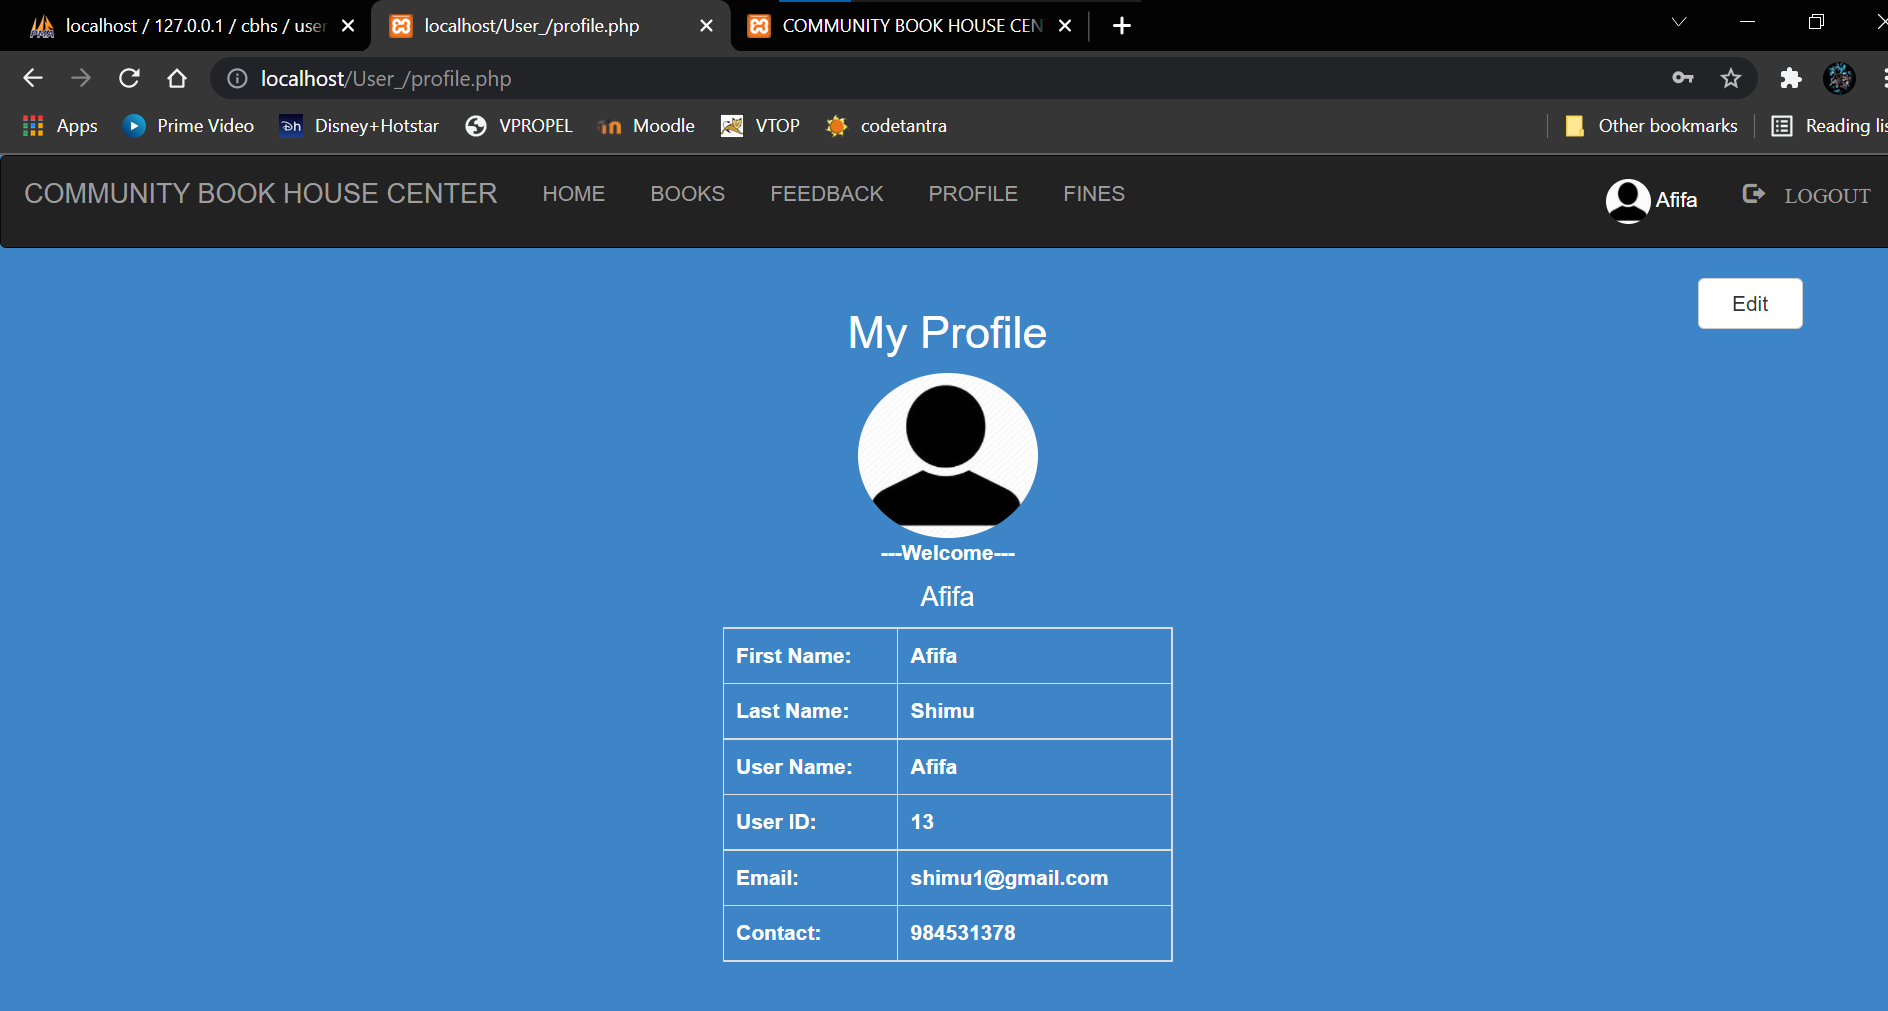 localhost / 127.0.0.1 / cbhs / user
localhost/User_/profile.php
COMMUNITY BOOK HOUSE CEN
localhost/User_/profile.php
Apps
Prime Video
Disney+Hotstar
VPROPEL
Moodle
VTOP
codetantra
Other bookmarks
Reading lis
COMMUNITY BOOK HOUSE CENTER HOME BOOKS FEEDBACK PROFILE FINES Afifa LOGOUT
Edit
My Profile
---Welcome---
Afifa
First Name: Afifa
Last Name: Shimu
User Name: Afifa
User ID: 13
Email: shimu1@gmail.com
Contact: 984531378